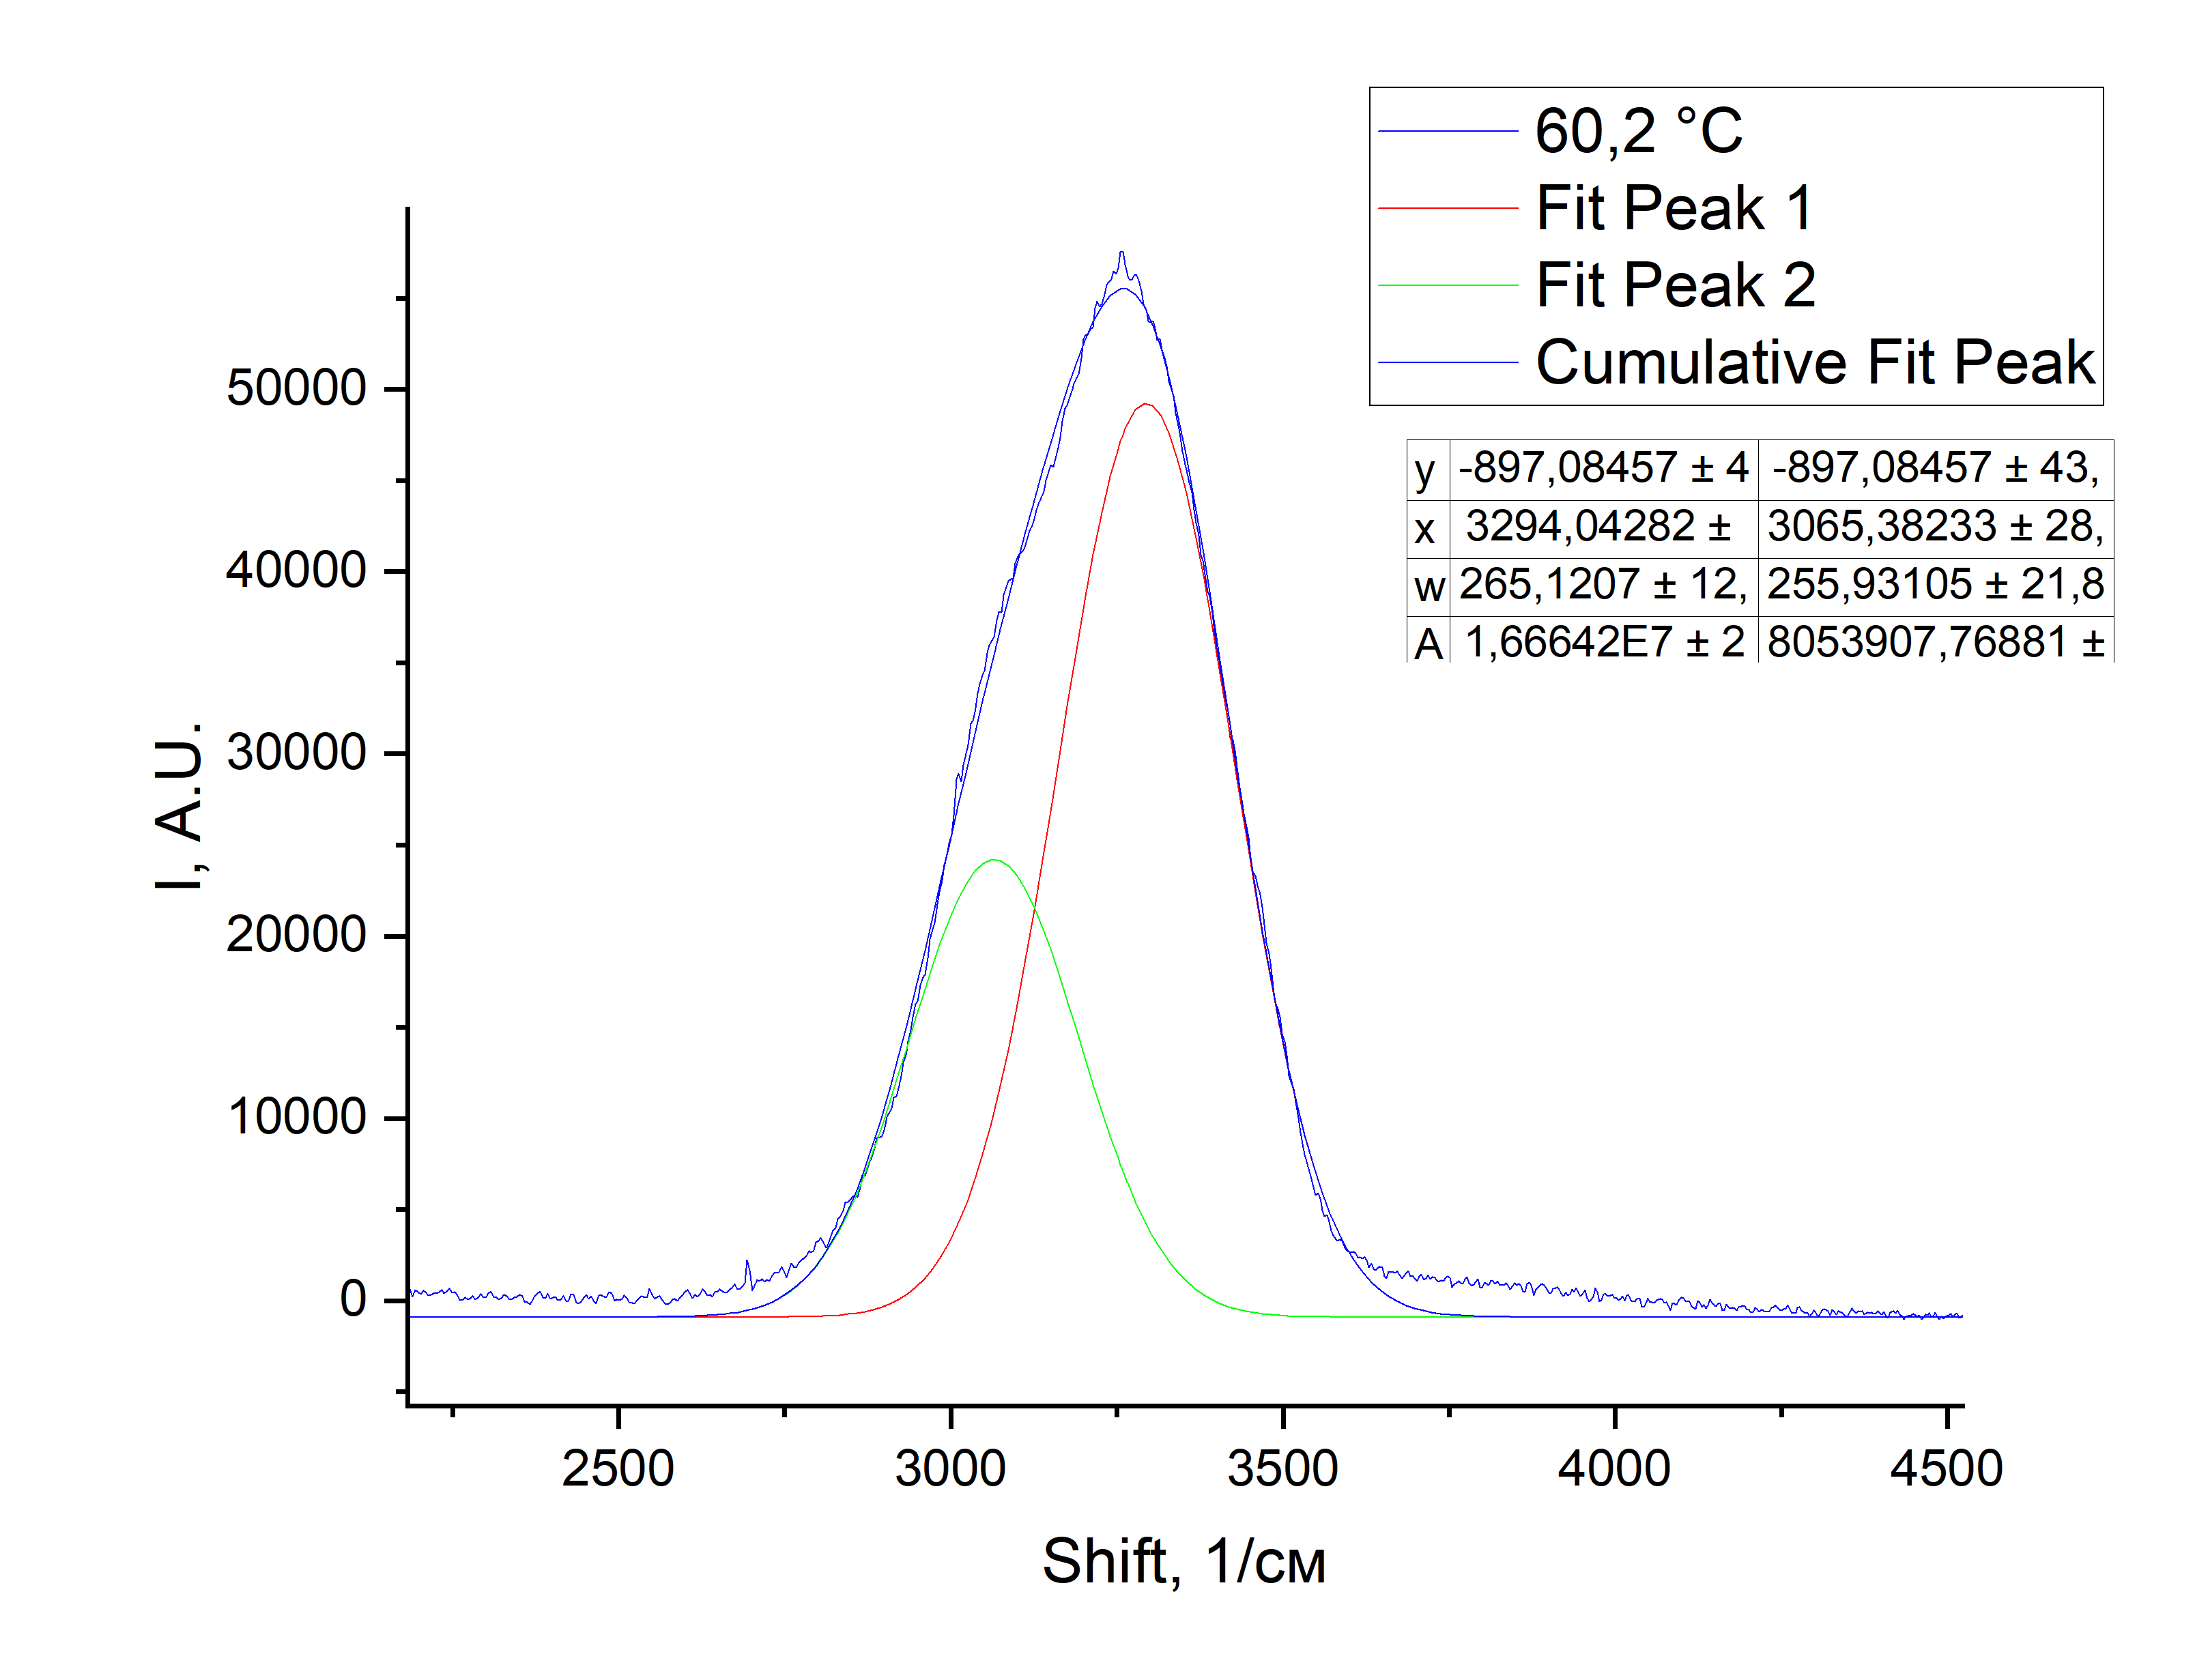 60,2 °C
Fit Peak 1
Fit Peak 2
Cumulative Fit Peak
y -897,08457 ± 4 -897,08457 ± 43,
x 3294,04282 ± 3065,38233 ± 28,
w 265,1207 ± 12, 255,93105 ± 21,8
A 1,66642E7 ± 2 8053907,76881 ±
50000
40000
30000
20000
10000
0
I, A.U.
2500 3000 3500 4000 4500
Shift, 1/см